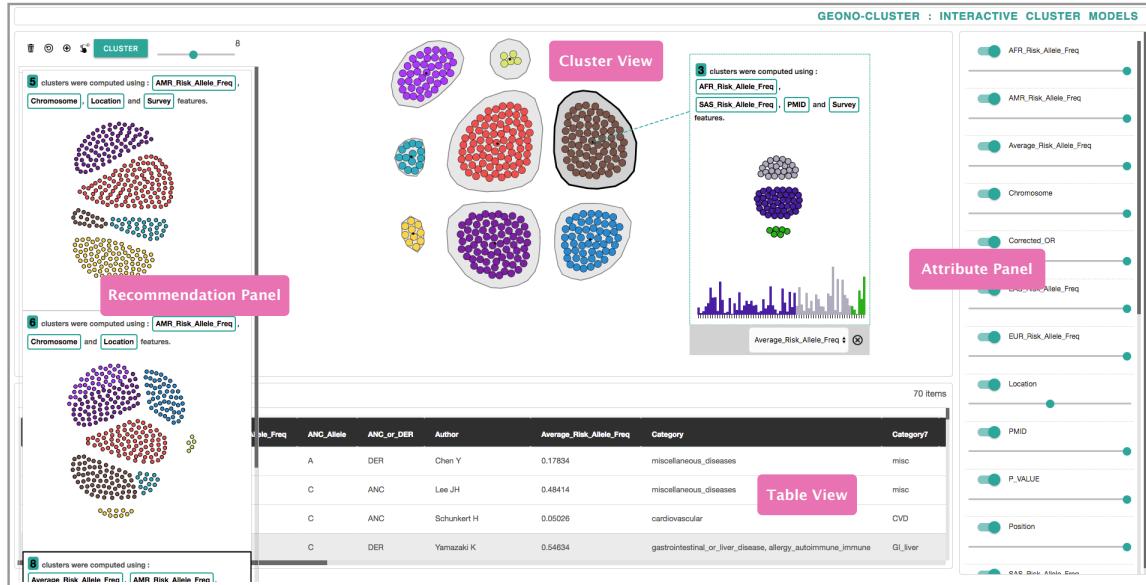 GEONO-CLUSTER : INTERACTIVE CLUSTER MODELS
CLUSTER
8
5 clusters were computed using : AMR_Risk_Allele_Freq ,
Chromosome , Location and Survey features.
Recommendation Panel
6 clusters were computed using : AMR_Risk_Allele_Freq ,
Chromosome and Location features.
8 clusters were computed using :
Average_Risk_Allele_Freq , AMR_Risk_Allele_Freq ,
Cluster View
3 clusters were computed using :
AFR_Risk_Allele_Freq ,
SAS_Risk_Allele_Freq , PMID and Survey
features.
Average_Risk_Allele_Freq
AFR_Risk_Allele_Freq
AMR_Risk_Allele_Freq
Average_Risk_Allele_Freq
Chromosome
Corrected_OR
Attribute Panel
EUR_Risk_Allele_Freq
Location
PMID
P_VALUE
Position
SAS_Risk_Allele_Freq
70 items
ANC_Allele ANC_or_DER Author Average_Risk_Allele_Freq Category Category7
A DER Chen Y 0.17834 miscellaneous_diseases misc
C ANC Lee JH 0.48414 miscellaneous_diseases misc
Table View
C ANC Schunkert H 0.05026 cardiovascular CVD
C DER Yamazaki K 0.54634 gastrointestinal_or_liver_disease, allergy_autoimmune_immune GI_liver